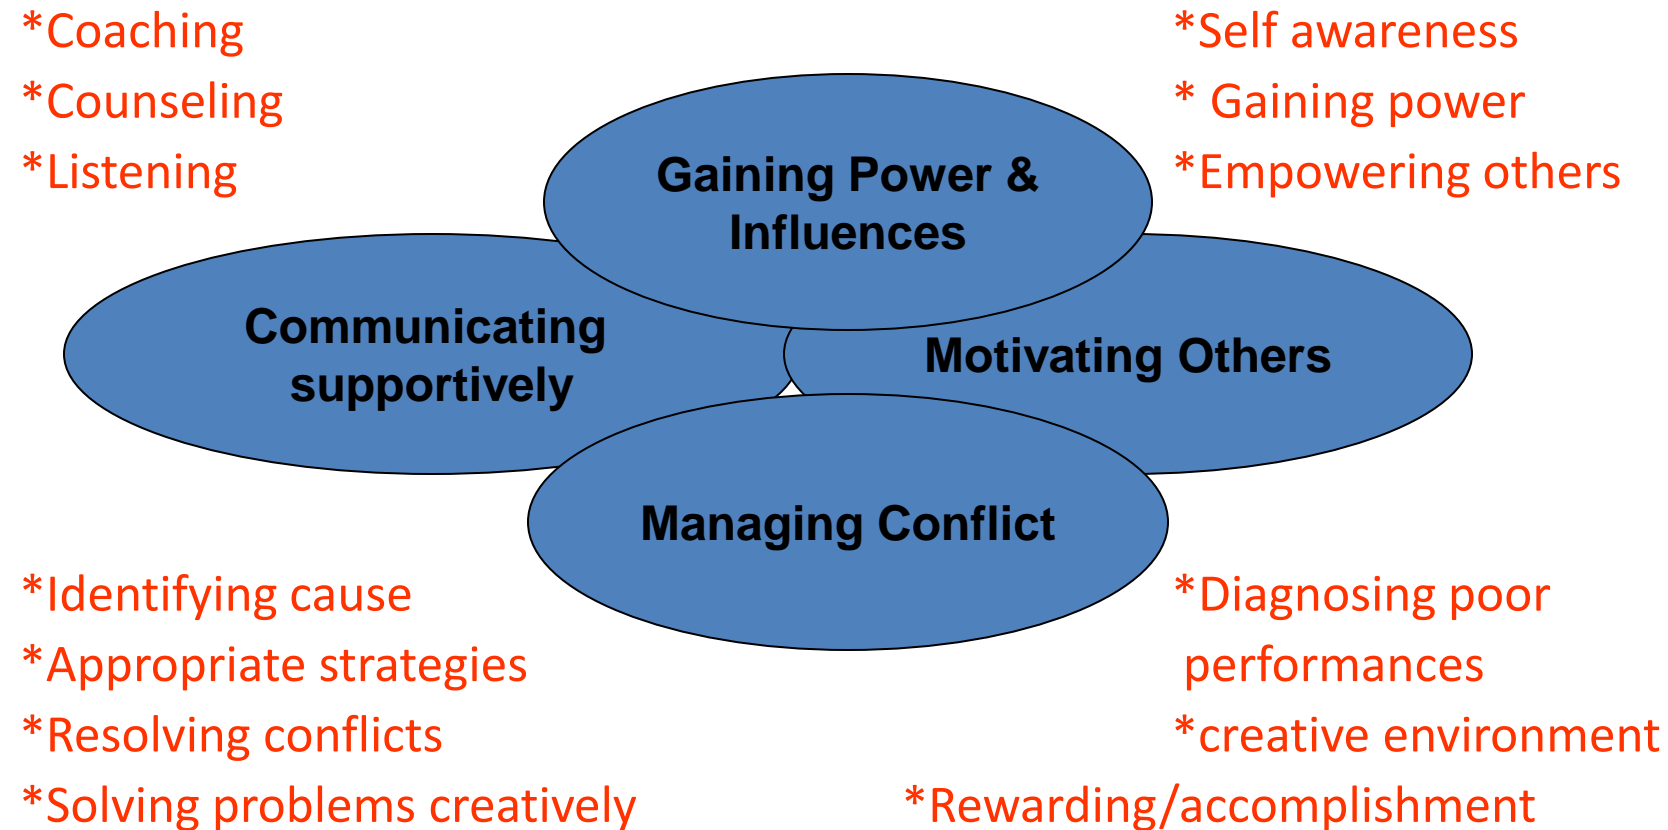 *Coaching
*Counseling
*Listening
*Self awareness
* Gaining power
*Empowering others
Gaining Power &
Influences
Communicating
supportively
Motivating Others
Managing Conflict
*Identifying cause
*Appropriate strategies
*Resolving conflicts
*Solving problems creatively
*Diagnosing poor
performances
*creative environment
*Rewarding/accomplishment